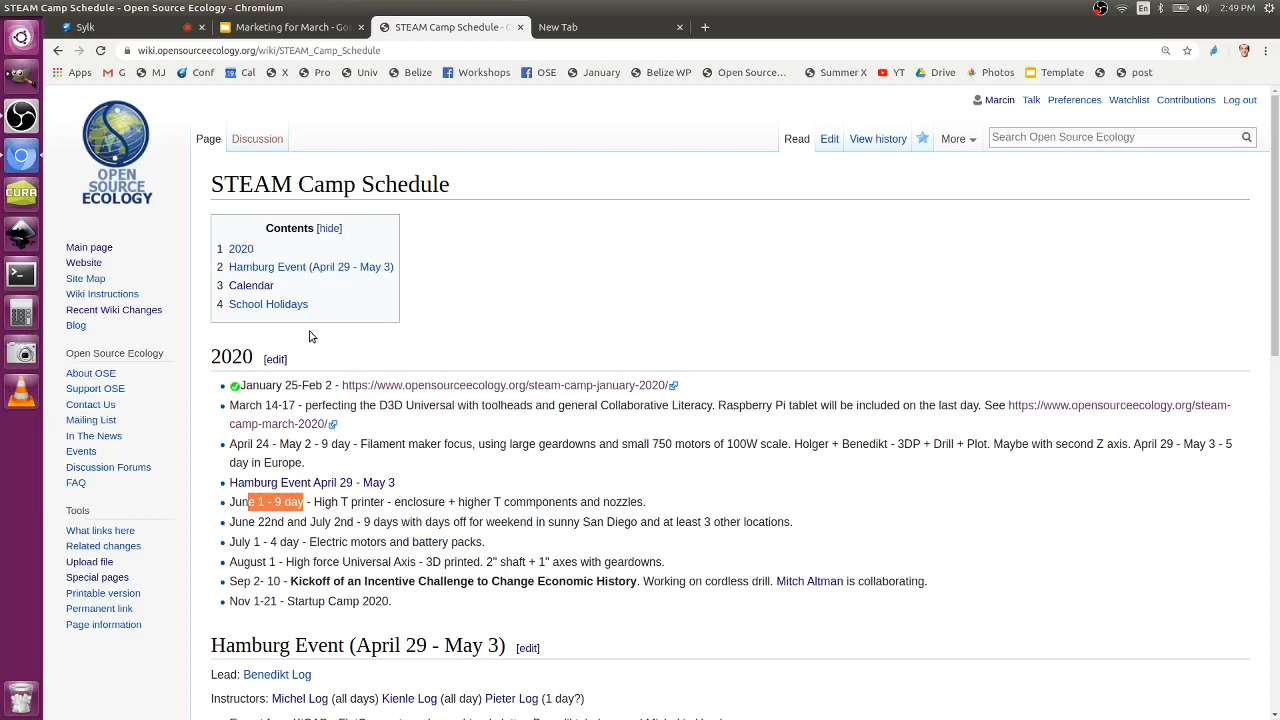 STEAM Camp Schedule - Open Source Ecology - Chromium
En
2:49 PM
Sylk
Marketing for March - Go
STEAM Camp Schedule - O
New Tab
wiki.opensourceecology.org/wiki/STEAM_Camp_Schedule
Apps
G
MJ
Conf
Cal
X
Pro
Univ
Belize
Workshops
OSE
January
Belize WP
Open Source...
Summer X
YT
Drive
Photos
Template
post
Marcin Talk Preferences Watchlist Contributions Log out
Page Discussion
Read Edit View history More
Search Open Source Ecology
OPEN
SOURCE
ECOLOGY
CURA
Main page
Website
Site Map
Wiki Instructions
Recent Wiki Changes
Blog
Open Source Ecology
About OSE
Support OSE
Contact Us
Mailing List
In The News
Events
Discussion Forums
FAQ
Tools
What links here
Related changes
Upload file
Special pages
Printable version
Permanent link
Page information
STEAM Camp Schedule
Contents [hide]
1 2020
2 Hamburg Event (April 29 - May 3)
3 Calendar
4 School Holidays
2020 [edit]
January 25-Feb 2 - https://www.opensourceecology.org/steam-camp-january-2020/
March 14-17 - perfecting the D3D Universal with toolheads and general Collaborative Literacy. Raspberry Pi tablet will be included on the last day. See https://www.opensourceecology.org/steam-
camp-march-2020/
April 24 - May 2 - 9 day - Filament maker focus, using large geardowns and small 750 motors of 100W scale. Holger + Benedikt - 3DP + Drill + Plot. Maybe with second Z axis. April 29 - May 3 - 5
day in Europe.
Hamburg Event April 29 - May 3
June 1 - 9 day - High T printer - enclosure + higher T commponents and nozzles.
June 22nd and July 2nd - 9 days with days off for weekend in sunny San Diego and at least 3 other locations.
July 1 - 4 day - Electric motors and battery packs.
August 1 - High force Universal Axis - 3D printed. 2" shaft + 1" axes with geardowns.
Sep 2- 10 - Kickoff of an Incentive Challenge to Change Economic History. Working on cordless drill. Mitch Altman is collaborating.
Nov 1-21 - Startup Camp 2020.
Hamburg Event (April 29 - May 3) [edit]
Lead: Benedikt Log
Instructors: Michel Log (all days) Kienle Log (all day) Pieter Log (1 day?)